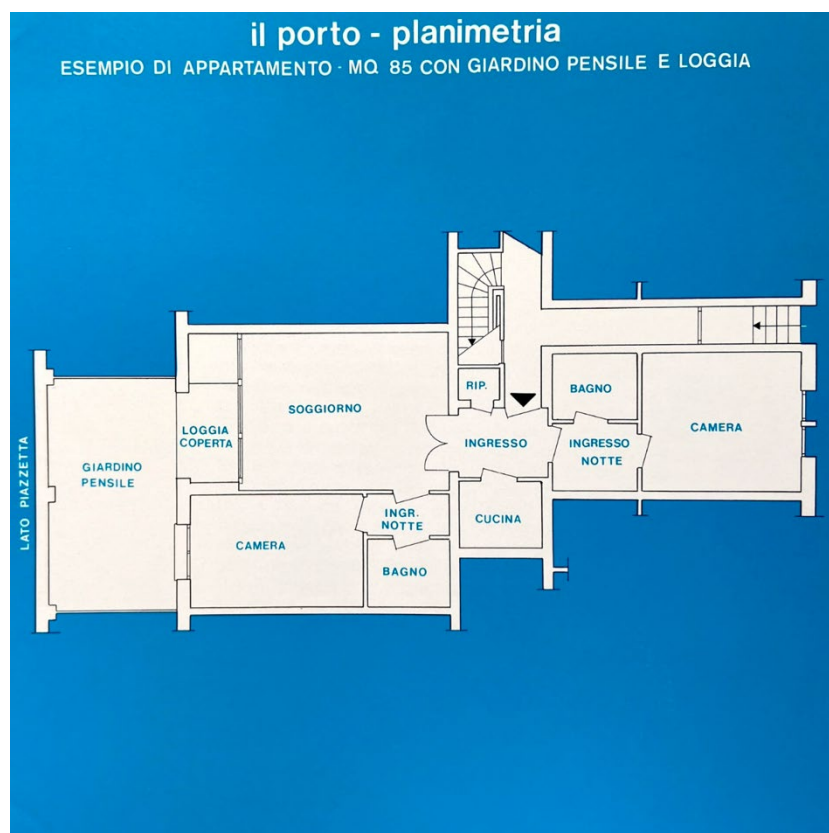 il porto - planimetria
ESEMPIO DI APPARTAMENTO - MQ 85 CON GIARDINO PENSILE E LOGGIA
RIP.
BAGNO
SOGGIORNO
LOGGIA
COPERTA
INGRESSO
INGRESSO
NOTTE
CAMERA
GIARDINO
PENSILE
LATO PIAZZETTA
INGR.
NOTTE
CUCINA
CAMERA
BAGNO